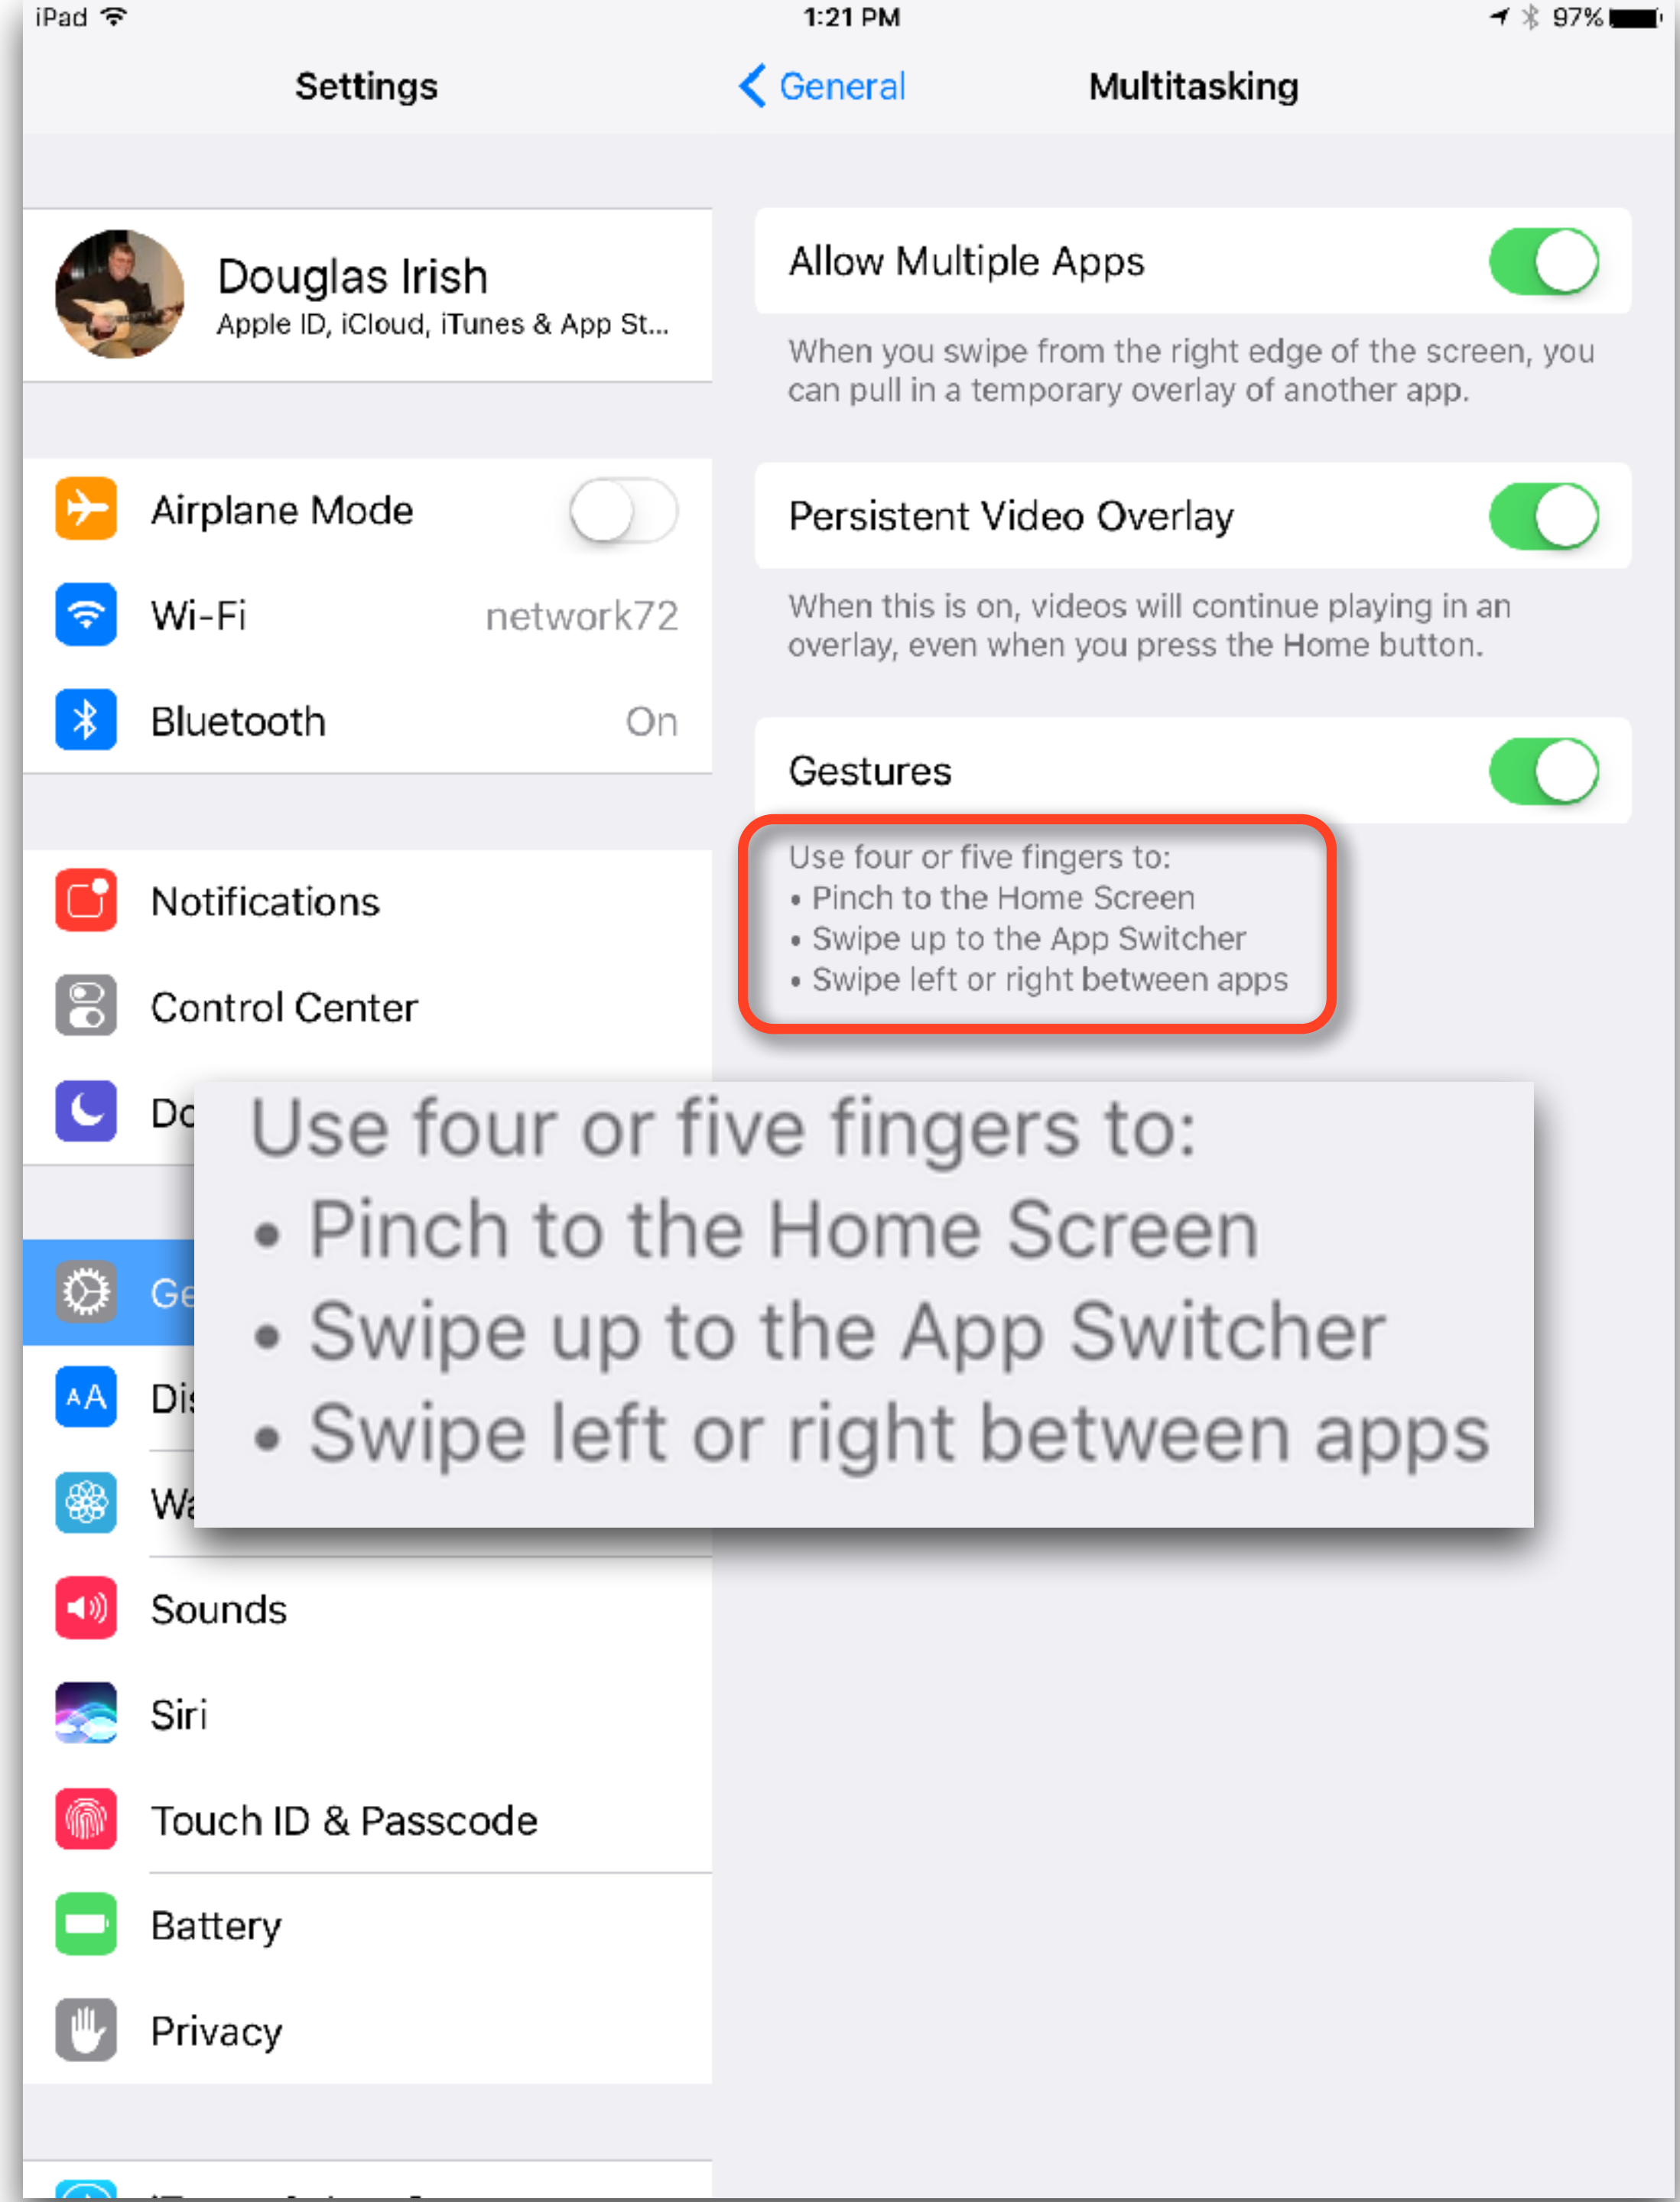 iPad 1:21 PM 97%
Settings
General Multitasking
Douglas Irish
Apple ID, iCloud, iTunes & App St...
Airplane Mode
Wi-Fi network72
Bluetooth On
Notifications
Control Center
Do
Ge
AA Dis
Wa
Sounds
Siri
Touch ID & Passcode
Battery
Privacy
Allow Multiple Apps
When you swipe from the right edge of the screen, you
can pull in a temporary overlay of another app.
Persistent Video Overlay
When this is on, videos will continue playing in an
overlay, even when you press the Home button.
Gestures
Use four or five fingers to:
• Pinch to the Home Screen
• Swipe up to the App Switcher
• Swipe left or right between apps
Use four or five fingers to:
• Pinch to the Home Screen
• Swipe up to the App Switcher
• Swipe left or right between apps